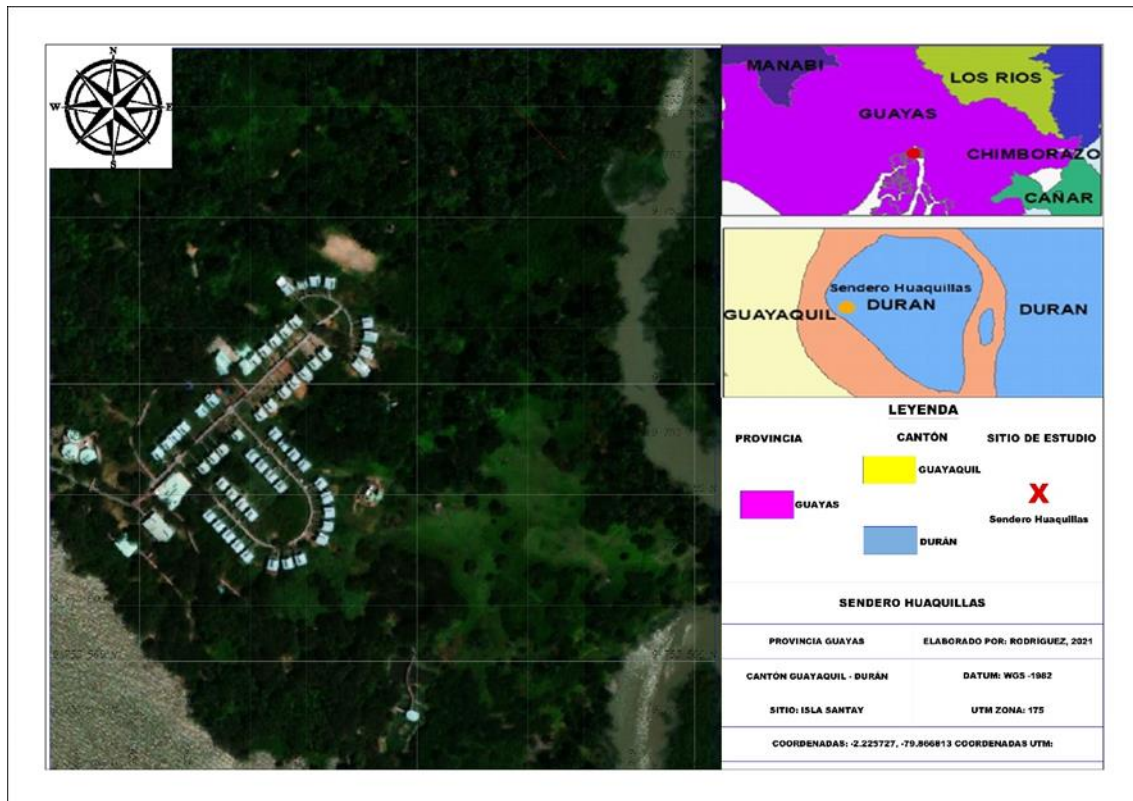 N
W E
S
MANABI
LOS RIOS
GUAYAS
CHIMBORAZO
CAÑAR
Sendero Huaquillas
DURAN
GUAYAQUIL
DURAN
LEYENDA
PROVINCIA
CANTÓN
SITIO DE ESTUDIO
GUAYAQUIL
X
GUAYAS
Sendero Huaquillas
DURÁN
SENDERO HUAQUILLAS
PROVINCIA GUAYAS
ELABORADO POR: RODRIGUEZ, 2021
CANTÓN GUAYAQUIL - DURÁN
DATUM: WGS -1982
SITIO: ISLA SANTAY
UTM ZONA: 175
COORDENADAS: -2.225727, -79.866813 COORDENADAS UTM: